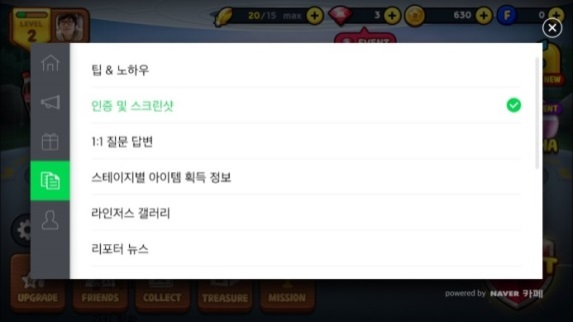 LEVEL
2
20/15 max
3
630
F
0
EVENT
팁 & 노하우
인증 및 스크린샷
1:1 질문 답변
스테이지별 아이템 획득 정보
라인저스 갤러리
리포터 뉴스
NEW
UPGRADE
FRIENDS
COLLECT
TREASURE
MISSION
powered by NAVER 카페